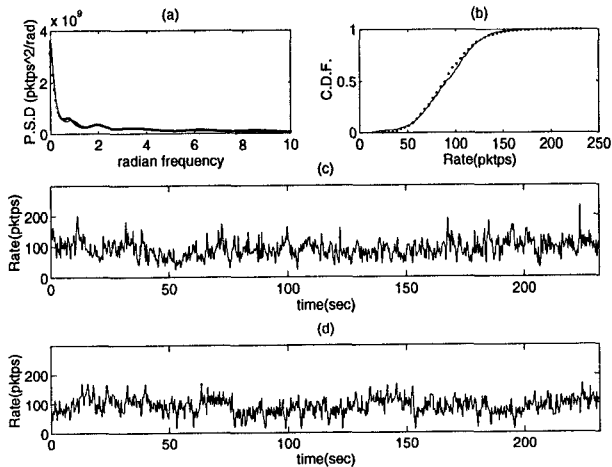 x 10^9
(a)
4
2
0
0 2 4 6 8 10
P.S.D (pktps^2/rad)
radian frequency
(b)
1
0.5
0
0 50 100 150 200 250
C.D.F.
Rate(pktps)
(c)
200
100
0
0 50 100 150 200
Rate(pktps)
time(sec)
(d)
200
100
0
0 50 100 150 200
Rate(pktps)
time(sec)